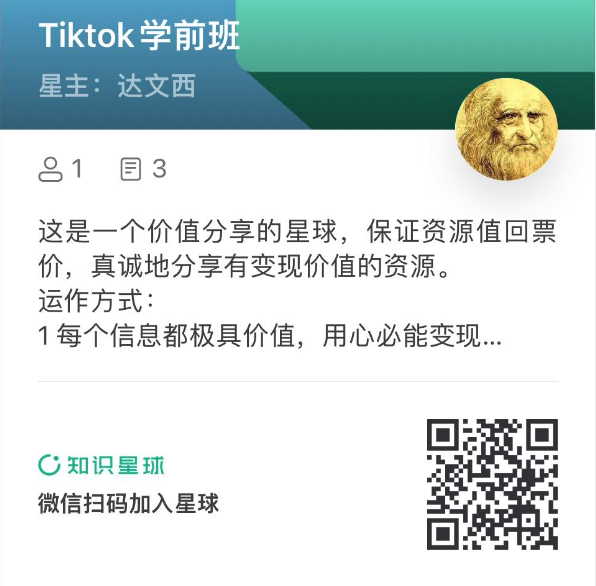 Tiktok学前班
星主：达文西
1 3
这是一个价值分享的星球，保证资源值回票
价，真诚地分享有变现价值的资源。
运作方式：
1 每个信息都极具价值，用心必能变现...
知识星球
微信扫码加入星球